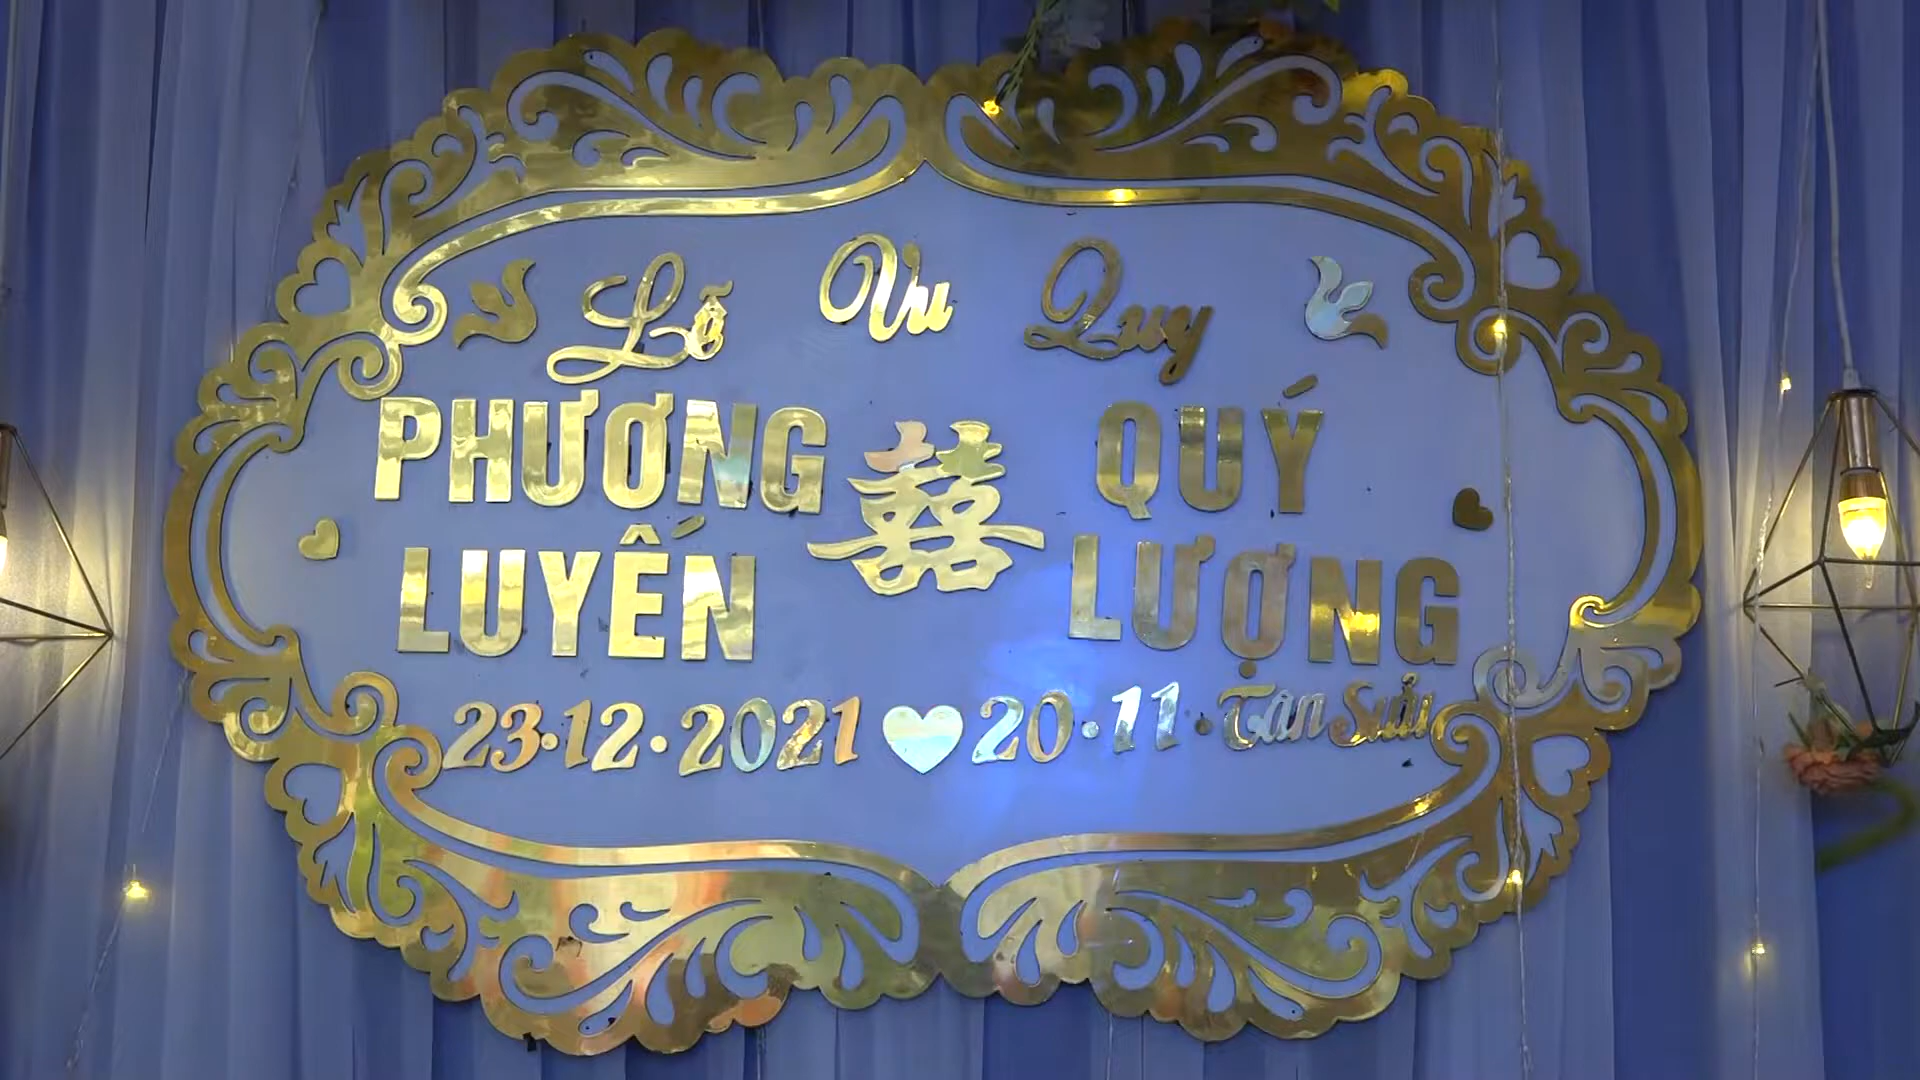 Lễ Vu Quy
PHƯƠNG 囍 QUÝ
LUYẾN LƯỢNG
23·12·2021 20·11·Tân Sửu